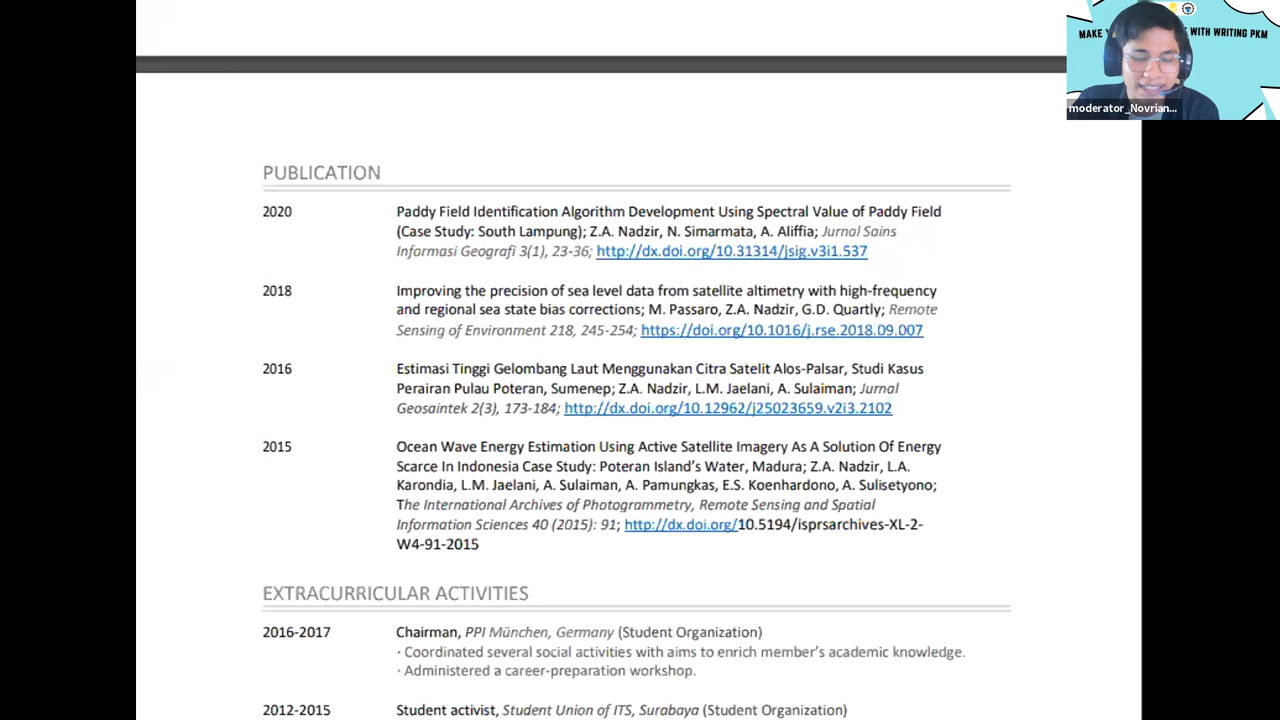 MAKE
WITH WRITING PKM
moderator_Novrian...
PUBLICATION
2020
Paddy Field Identification Algorithm Development Using Spectral Value of Paddy Field
(Case Study: South Lampung); Z.A. Nadzir, N. Simarmata, A. Aliffia; Jurnal Sains
Informasi Geografi 3(1), 23-36; http://dx.doi.org/10.31314/jsig.v3i1.537
2018
Improving the precision of sea level data from satellite altimetry with high-frequency
and regional sea state bias corrections; M. Passaro, Z.A. Nadzir, G.D. Quartly; Remote
Sensing of Environment 218, 245-254; https://doi.org/10.1016/j.rse.2018.09.007
2016
Estimasi Tinggi Gelombang Laut Menggunakan Citra Satelit Alos-Palsar, Studi Kasus
Perairan Pulau Poteran, Sumenep; Z.A. Nadzir, L.M. Jaelani, A. Sulaiman; Jurnal
Geosaintek 2(3), 173-184; http://dx.doi.org/10.12962/j25023659.v2i3.2102
2015
Ocean Wave Energy Estimation Using Active Satellite Imagery As A Solution Of Energy
Scarce In Indonesia Case Study: Poteran Island's Water, Madura; Z.A. Nadzir, L.A.
Karondia, L.M. Jaelani, A. Sulaiman, A. Pamungkas, E.S. Koenhardono, A. Sulisetyono;
The International Archives of Photogrammetry, Remote Sensing and Spatial
Information Sciences 40 (2015): 91; http://dx.doi.org/10.5194/isprsarchives-XL-2-
W4-91-2015
EXTRACURRICULAR ACTIVITIES
2016-2017
Chairman, PPI München, Germany (Student Organization)
· Coordinated several social activities with aims to enrich member's academic knowledge.
· Administered a career-preparation workshop.
2012-2015
Student activist, Student Union of ITS, Surabaya (Student Organization)